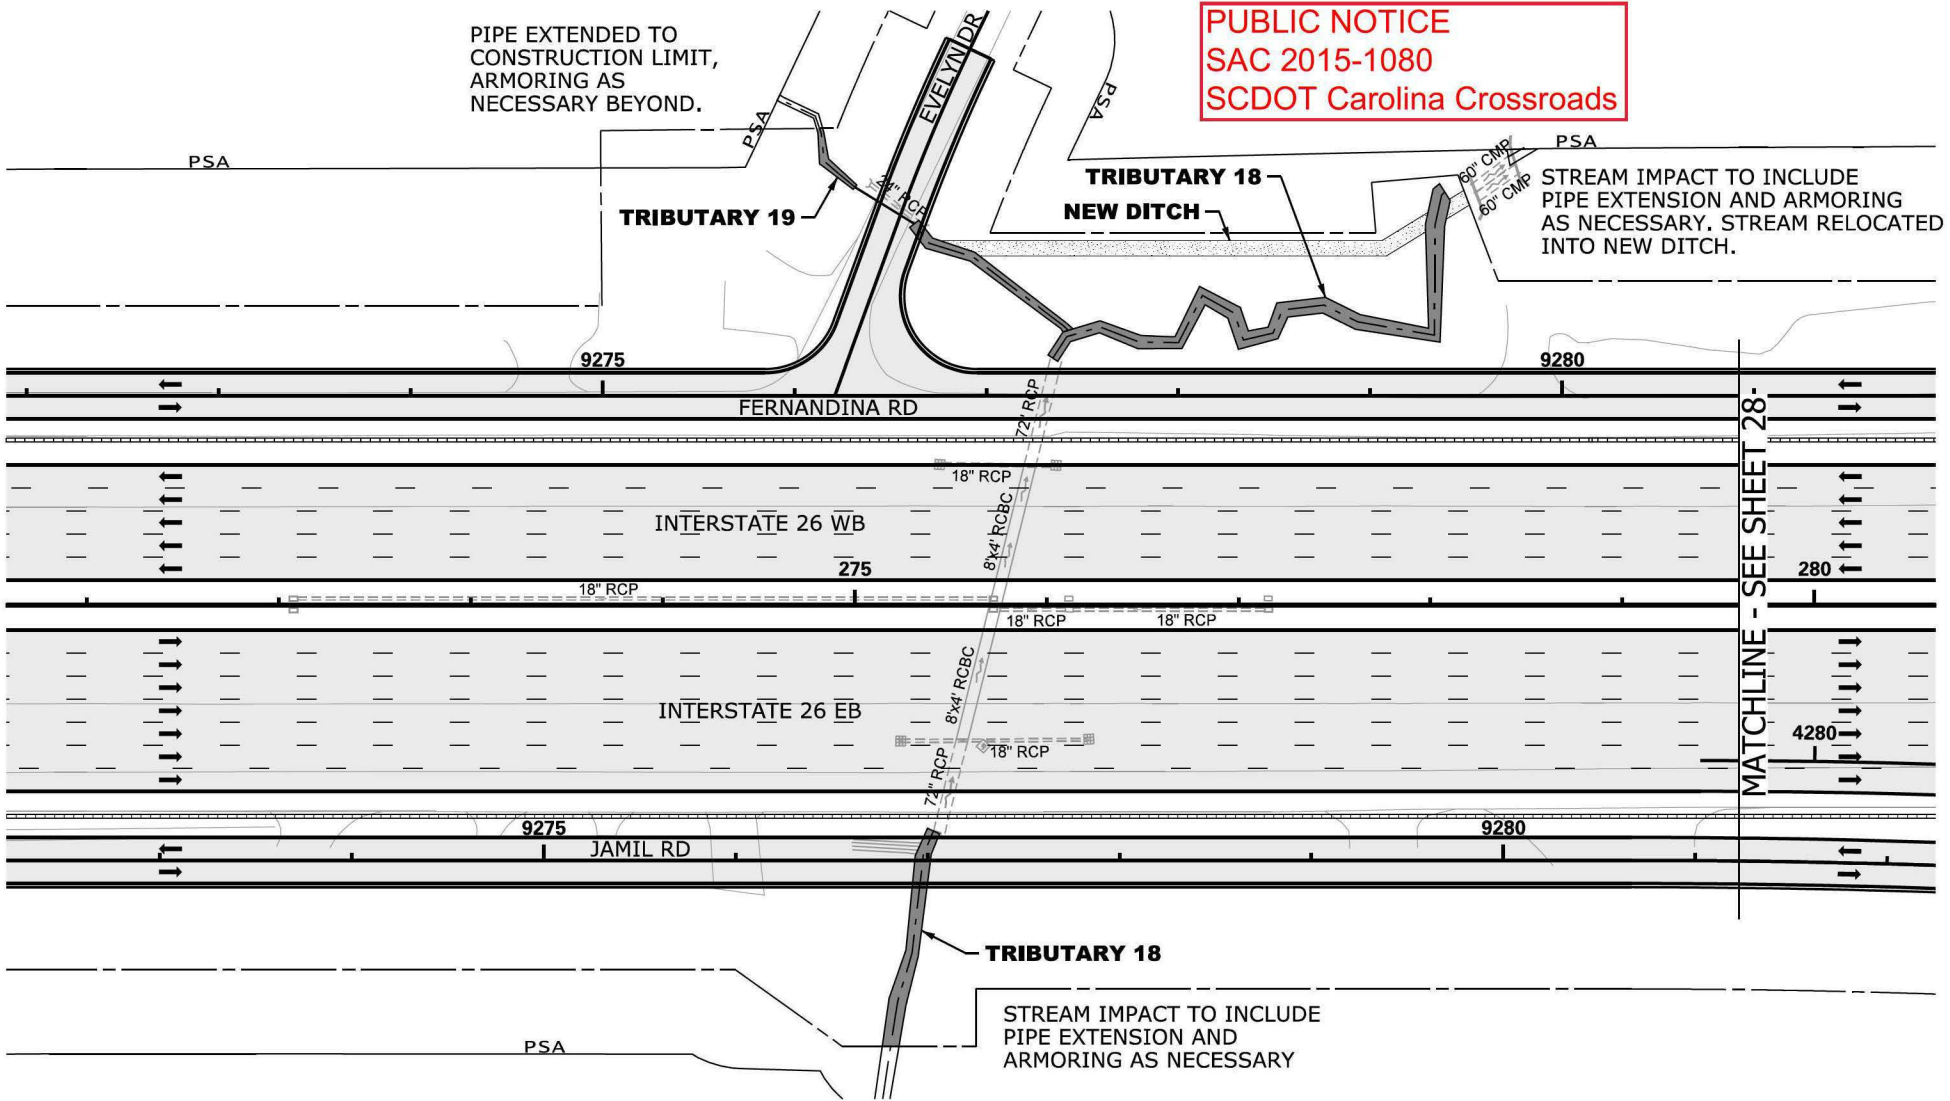 PIPE EXTENDED TO
CONSTRUCTION LIMIT,
ARMORING AS
NECESSARY BEYOND.
EVELYN DR
PUBLIC NOTICE
SAC 2015-1080
SCDOT Carolina Crossroads
PSA
PSA
PSA
PSA
24" RCP
TRIBUTARY 19
TRIBUTARY 18
NEW DITCH
60" CMP
60" CMP
STREAM IMPACT TO INCLUDE
PIPE EXTENSION AND ARMORING
AS NECESSARY. STREAM RELOCATED
INTO NEW DITCH.
9275
9280
FERNANDINA RD
72" RCP
18" RCP
8'x4' RCBC
INTERSTATE 26 WB
275
280
18" RCP
18" RCP
18" RCP
MATCHLINE - SEE SHEET 28
8'x4' RCBC
INTERSTATE 26 EB
18" RCP
72" RCP
4280
9275
9280
JAMIL RD
TRIBUTARY 18
STREAM IMPACT TO INCLUDE
PIPE EXTENSION AND
ARMORING AS NECESSARY
PSA